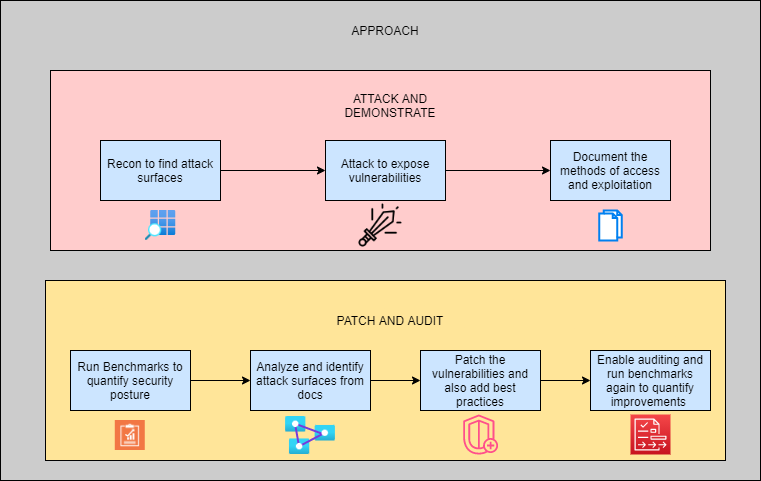 APPROACH
ATTACK AND
DEMONSTRATE
Recon to find attack
surfaces
Attack to expose
vulnerabilities
Document the
methods of access
and exploitation
PATCH AND AUDIT
Run Benchmarks to
quantify security
posture
Analyze and identify
attack surfaces from
docs
Patch the
vulnerabilities and
also add best
practices
Enable auditing and
run benchmarks
again to quantify
improvements